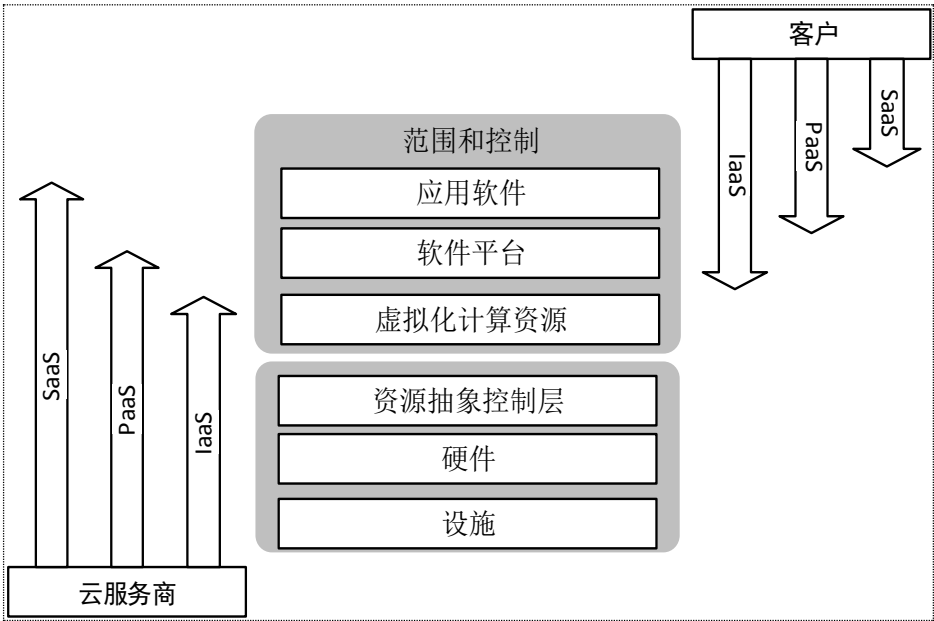 客户
SaaS
PaaS
IaaS
范围和控制
应用软件
软件平台
虚拟化计算资源
资源抽象控制层
硬件
设施
SaaS
PaaS
IaaS
云服务商